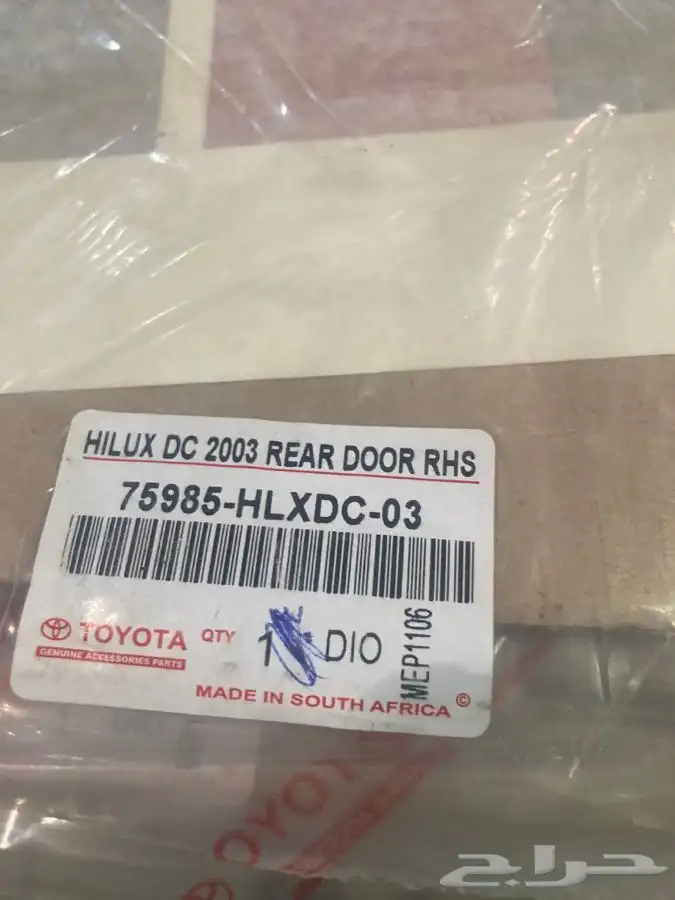 HILUX DC 2003 REAR DOOR RHS
75985-HLXDC-03
TOYOTA
GENUINE ACCESSORIES PARTS
QTY 1 DIO
MEP1106
MADE IN SOUTH AFRICA ©
TOYOTA
حراج